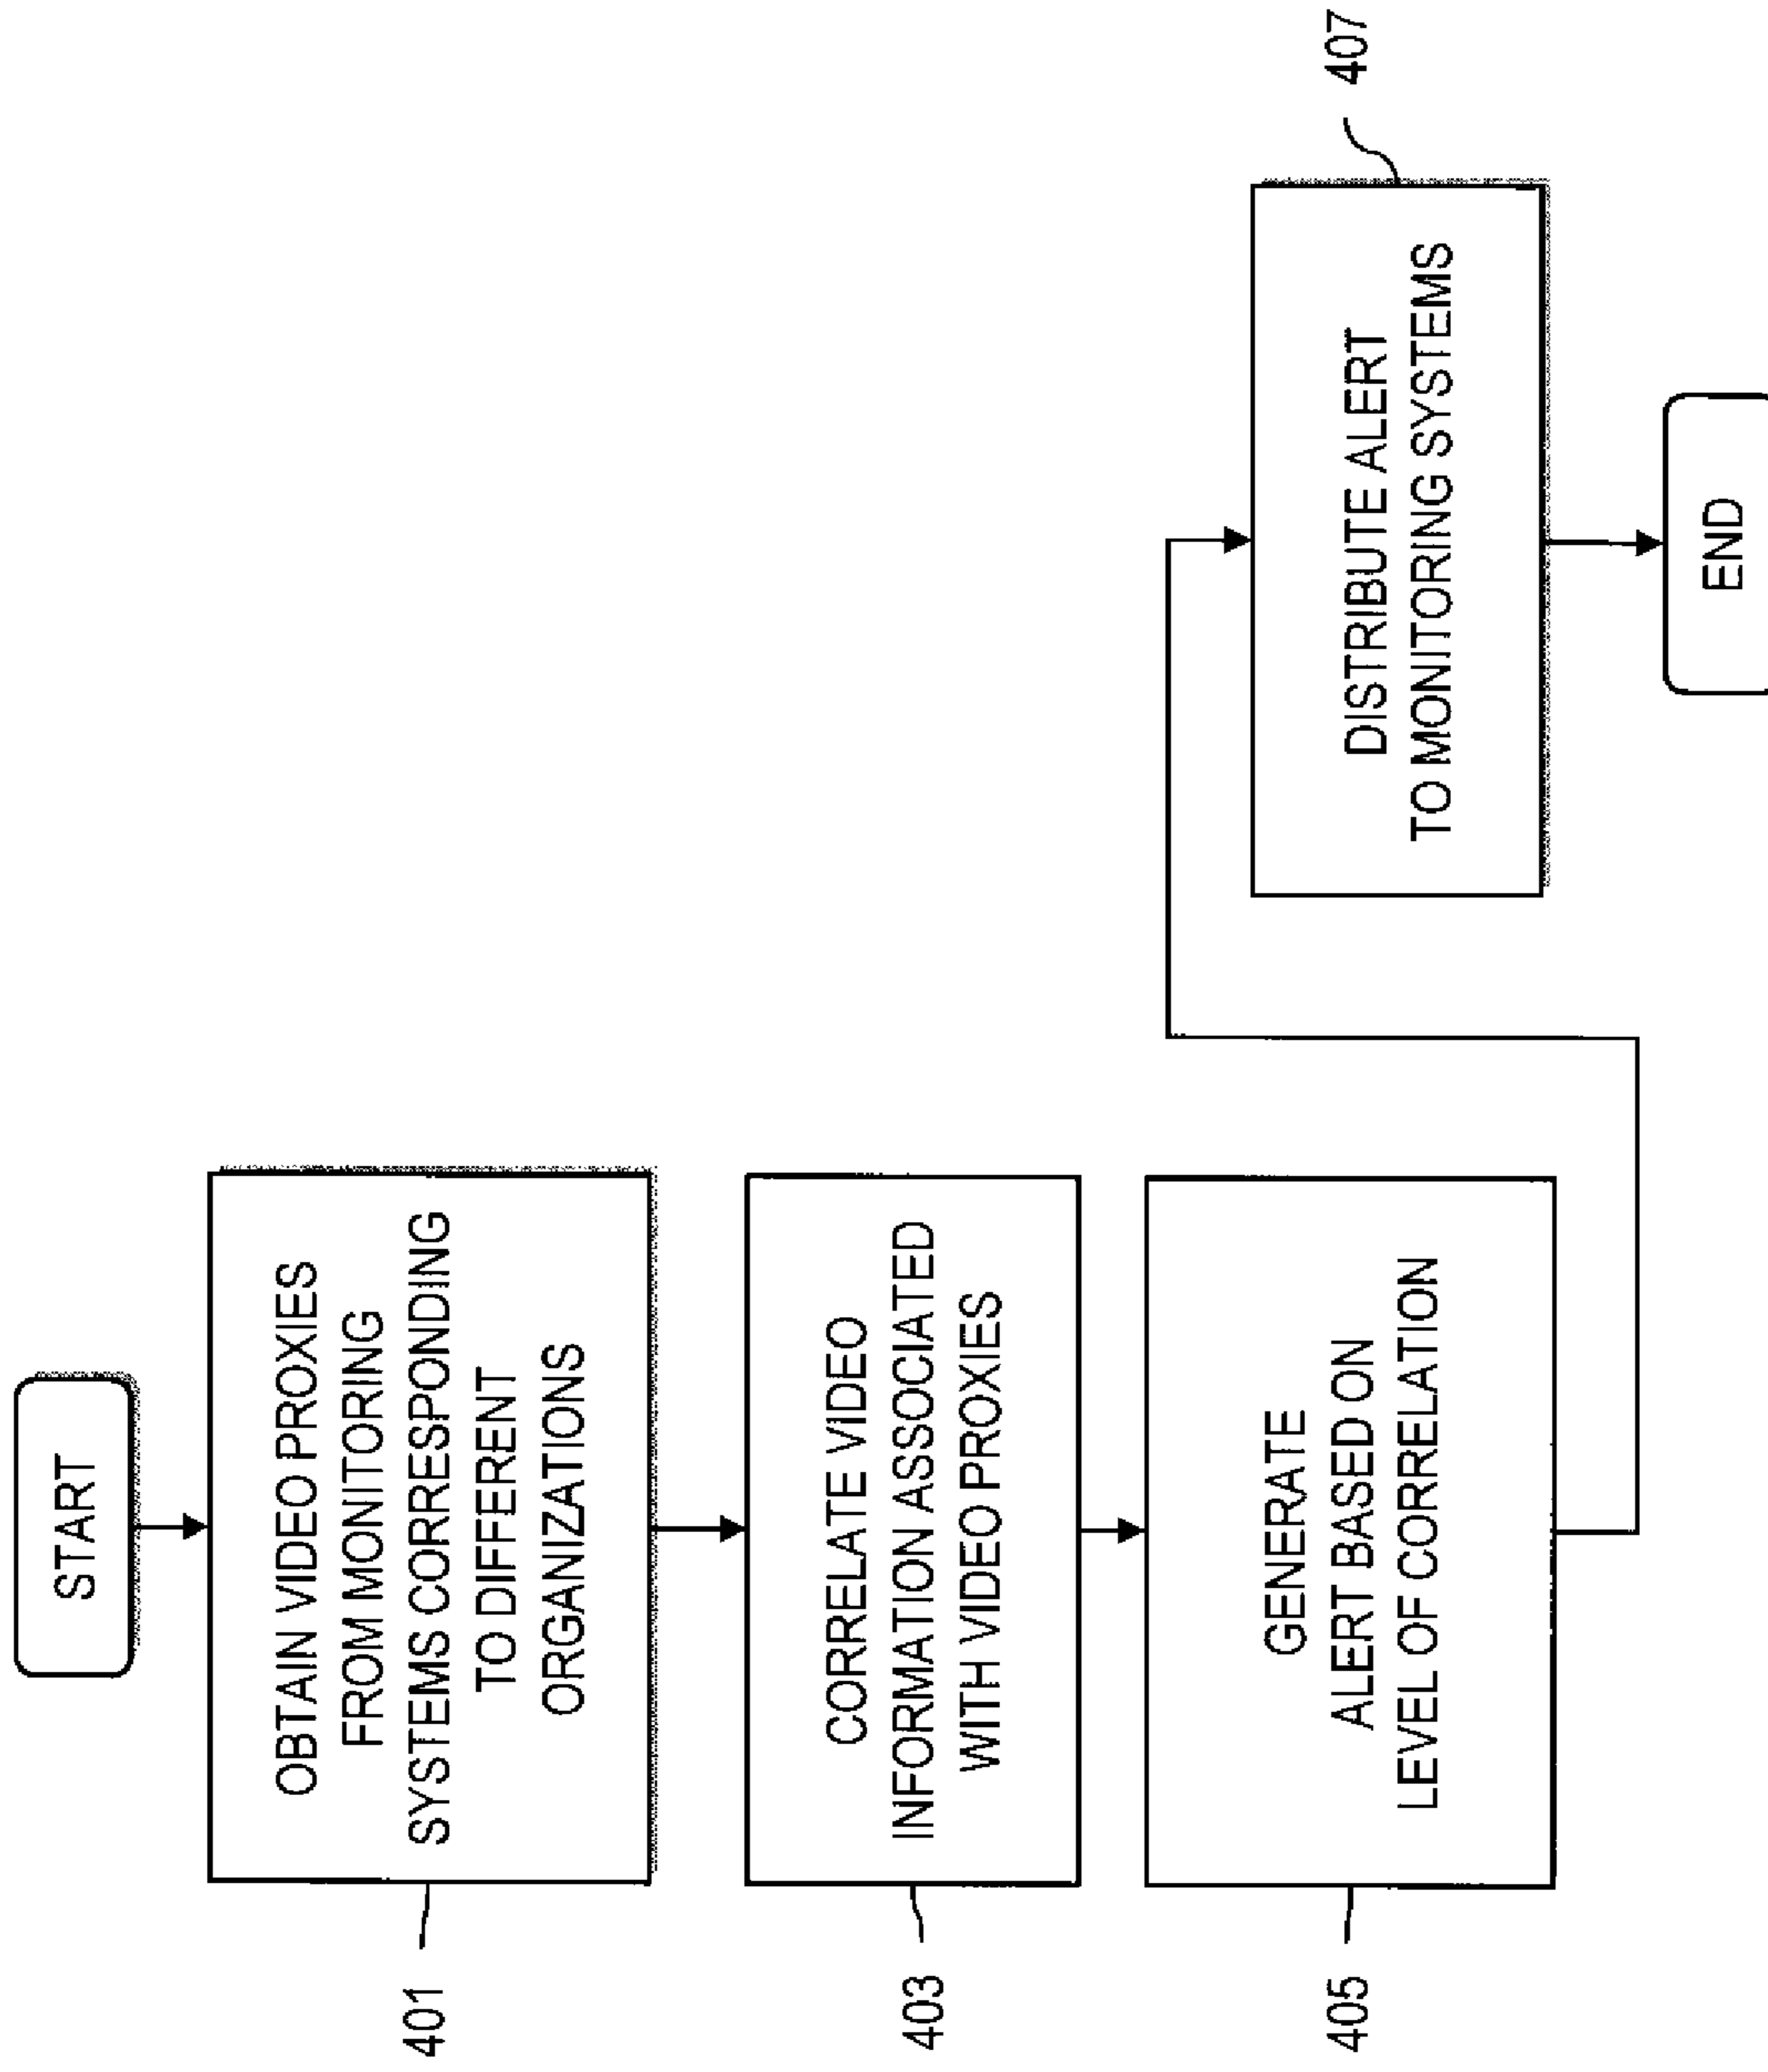 START
401
OBTAIN VIDEO PROXIES
FROM MONITORING
SYSTEMS CORRESPONDING
TO DIFFERENT
ORGANIZATIONS
403
CORRELATE VIDEO
INFORMATION ASSOCIATED
WITH VIDEO PROXIES
405
GENERATE
ALERT BASED ON
LEVEL OF CORRELATION
407
DISTRIBUTE ALERT
TO MONITORING SYSTEMS
END